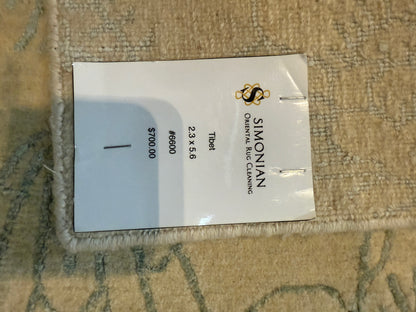 SIMONIAN
ORIENTAL RUG CLEANING
Tibet
2.3 x 5.6
#6600
$700.00